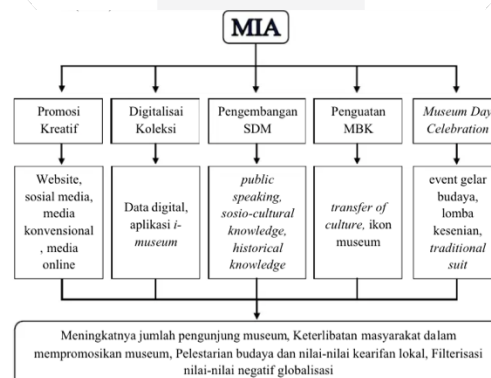 MIA
Promosi
Kreatif
Digitalisai
Koleksi
Pengembangan
SDM
Penguatan
MBK
Museum Day
Celebration
Website,
sosial media,
media
konvensional
, media
online
Data digital,
aplikasi i-
museum
public
speaking,
sosio-cultural
knowledge,
historical
knowledge
transfer of
culture, ikon
museum
event gelar
budaya,
lomba
kesenian,
traditional
suit
Meningkatnya jumlah pengunjung museum, Keterlibatan masyarakat dalam
mempromosikan museum, Pelestarian budaya dan nilai-nilai kearifan lokal, Filterisasi
nilai-nilai negatif globalisasi